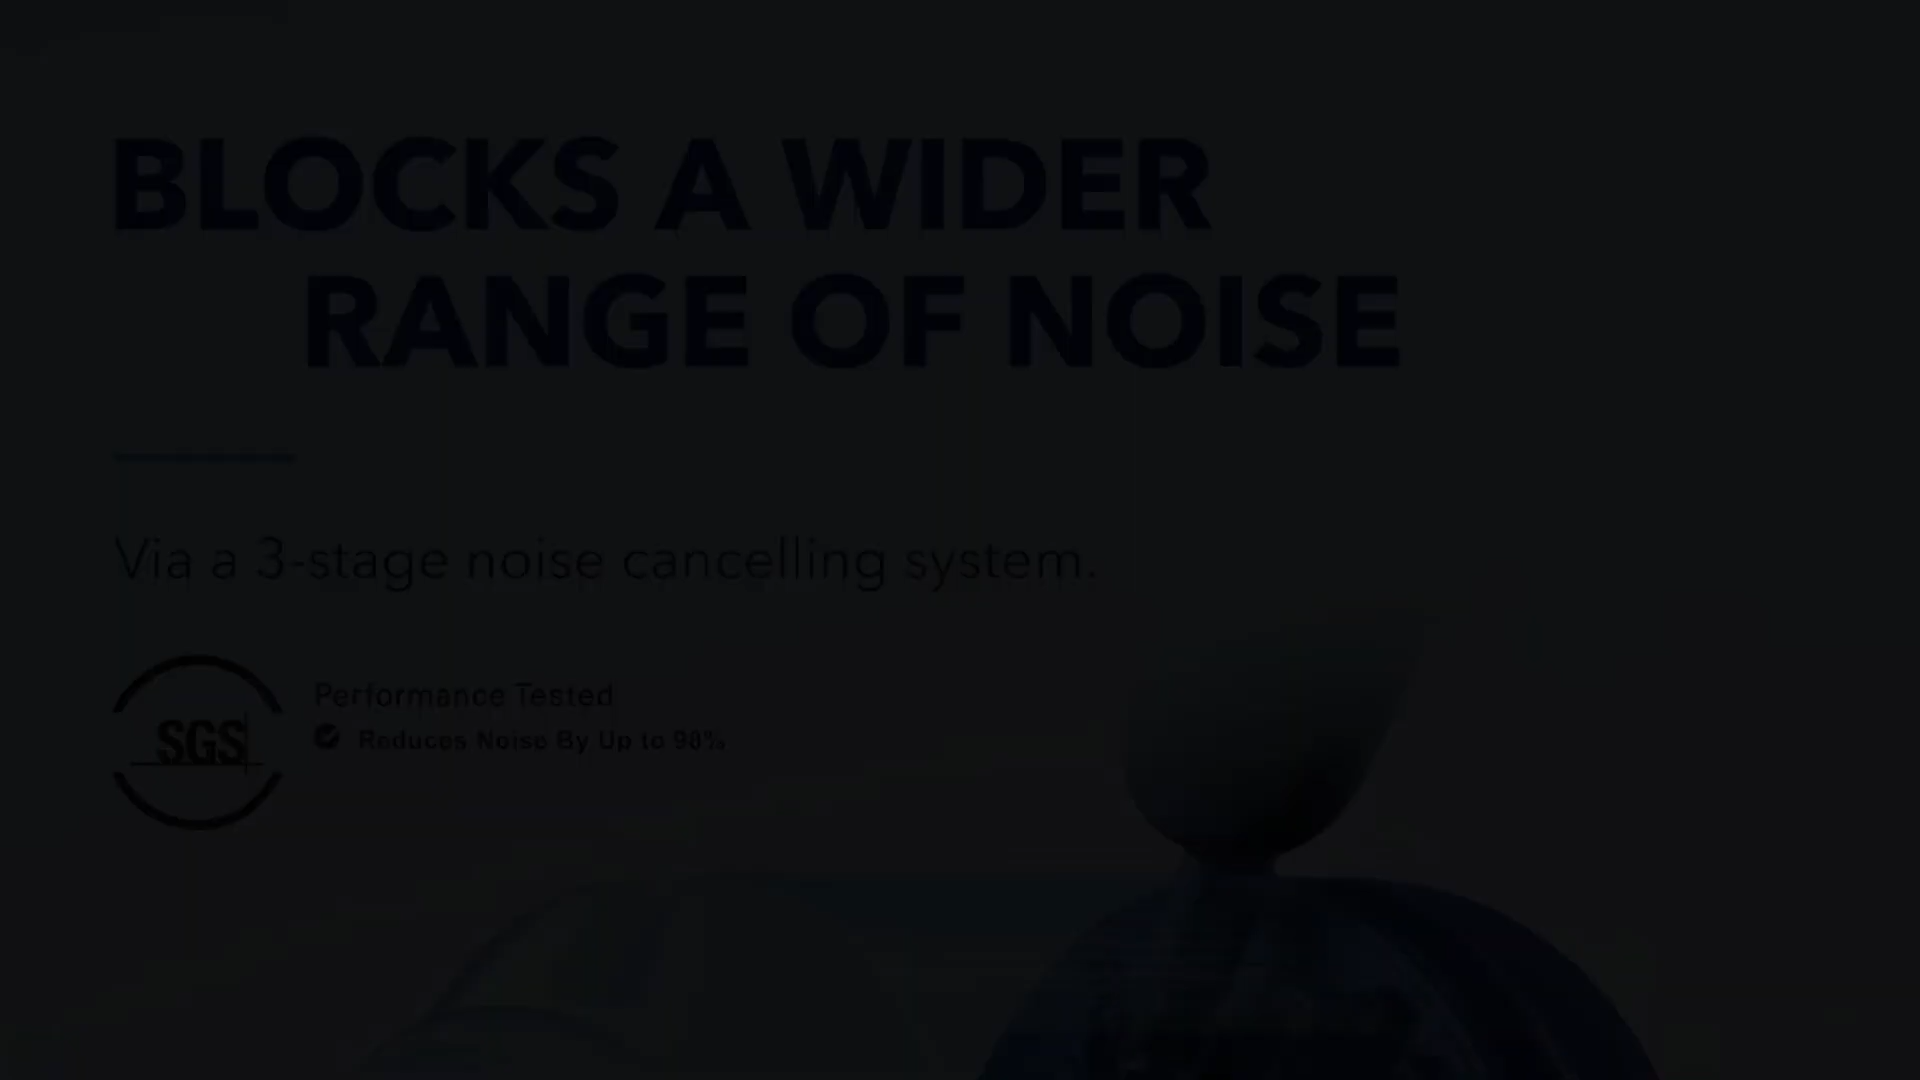 BLOCKS A WIDER
RANGE OF NOISE
Via a 3-stage noise cancelling system.
SGS
Performance Tested
Reduces Noise By Up to 98%